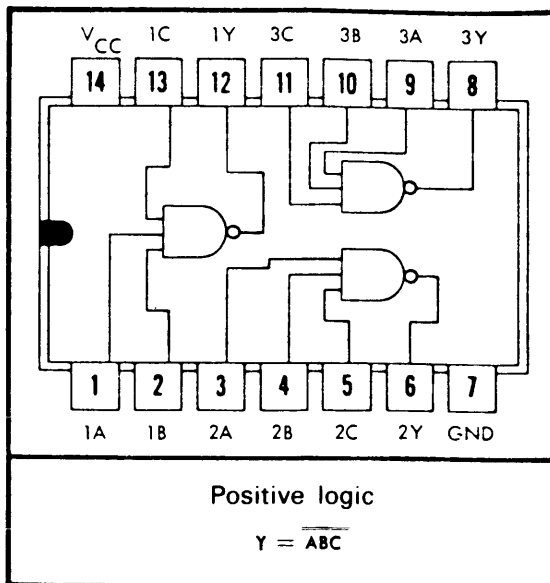 VCC 1C 1Y 3C 3B 3A 3Y
14 13 12 11 10 9 8
1 2 3 4 5 6 7
1A 1B 2A 2B 2C 2Y GND
Positive logic
Y = \overline{ABC}